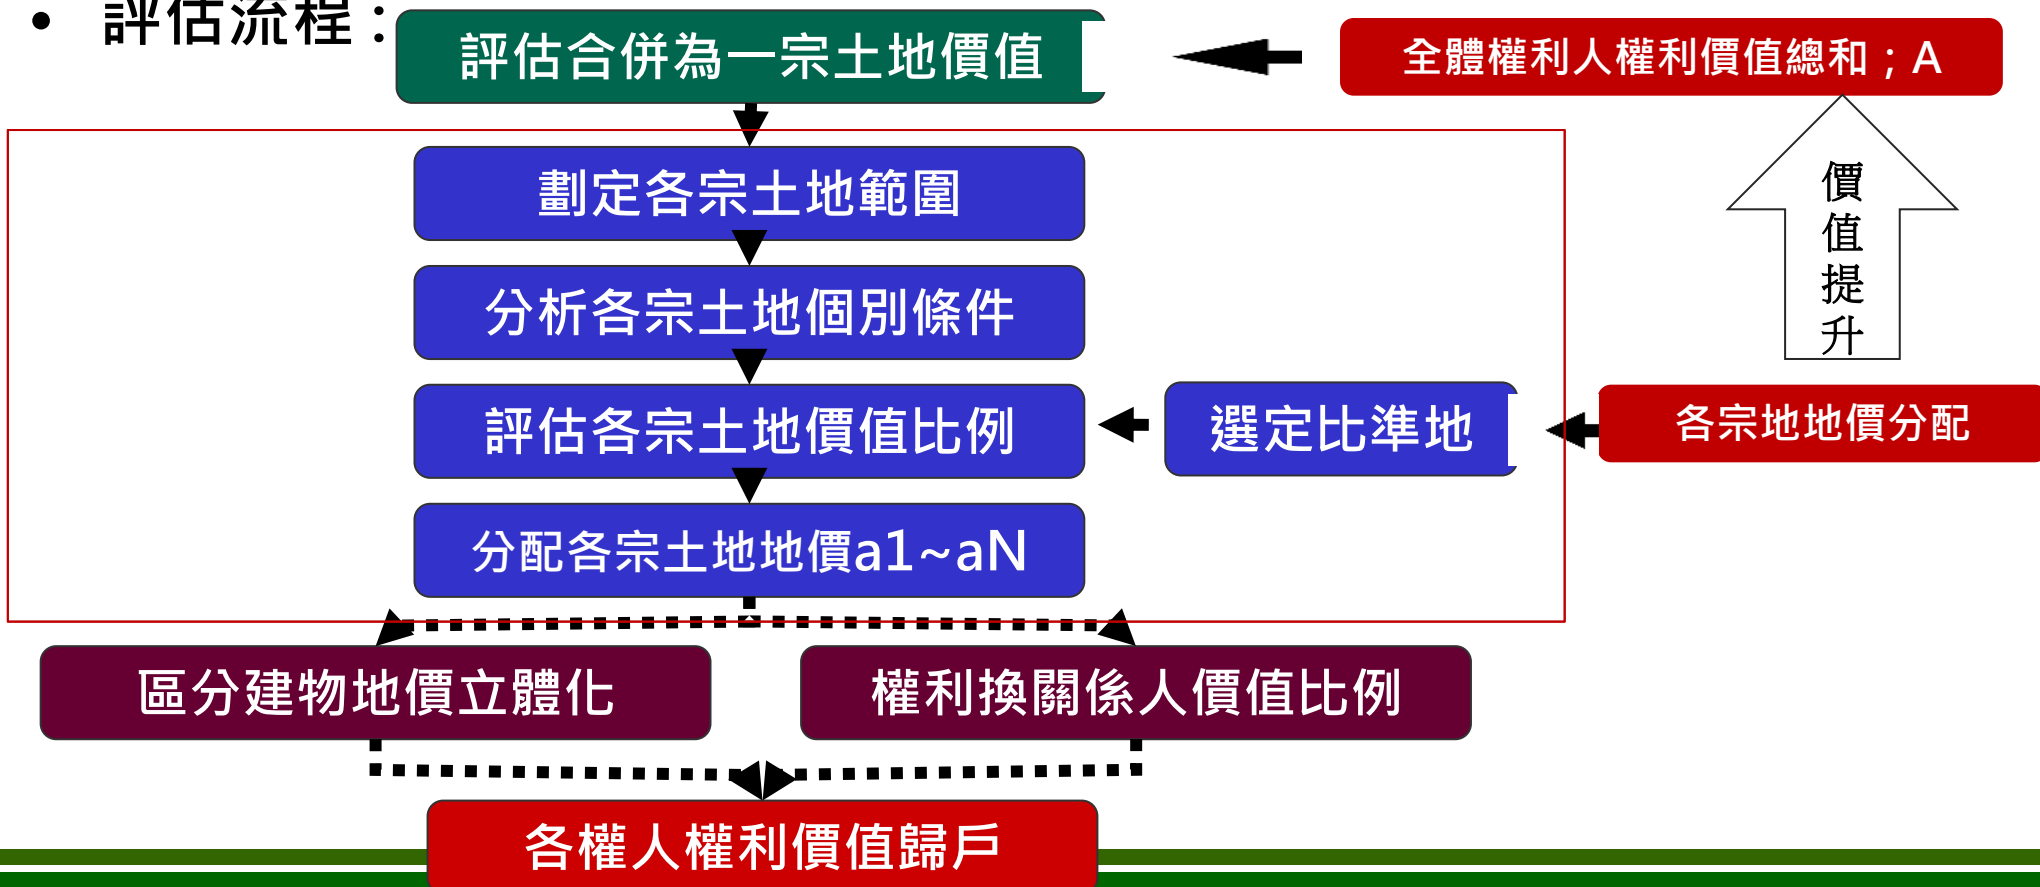 • 評估流程：
評估合併為一宗土地價值
全體權利人權利價值總和；A
劃定各宗土地範圍
價值提升
分析各宗土地個別條件
評估各宗土地價值比例
選定比準地
各宗地地價分配
分配各宗土地地價a1~aN
區分建物地價立體化
權利換關係人價值比例
各權人權利價值歸戶